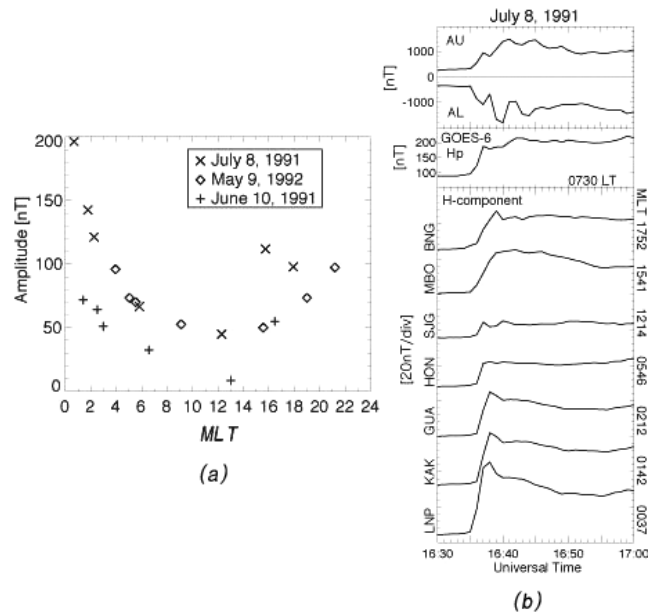 200
150
100
50
0
Amplitude [nT]
× July 8, 1991
◇ May 9, 1992
+ June 10, 1991
0 2 4 6 8 10 12 14 16 18 20 22 24
MLT
(a)
July 8, 1991
AU
1000
0
-1000
[nT]
AL
GOES-6
Hp
200
100
[nT]
0730 LT
H-component
MLT
BNG 1752
MBO 1541
SJG 1214
HON 0546
GUA 0212
KAK 0142
LNP 0037
[20nT/div]
16:30 16:40 16:50 17:00
Universal Time
(b)